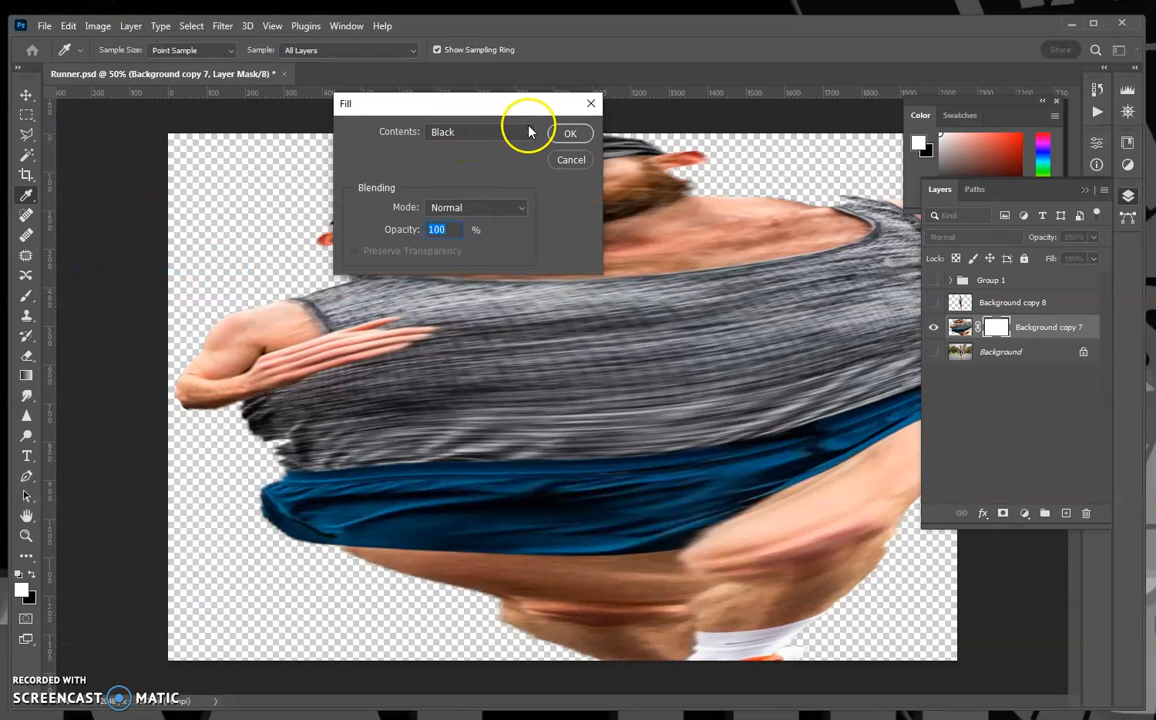 Ps File Edit Image Layer Type Select Filter 3D View Plugins Window Help
Sample Size: Point Sample Sample: All Layers Show Sampling Ring Share
Runner.psd @ 50% (Background copy 7, Layer Mask/8) * ×
Fill
Contents: Black OK
Cancel
Blending
Mode: Normal
Opacity: 100 %
Preserve Transparency
Color Swatches
Layers Paths
Kind
Normal Opacity: 100%
Lock: Fill: 100%
Group 1
Background copy 8
Background copy 7
Background
fx
RECORDED WITH
SCREENCAST MATIC